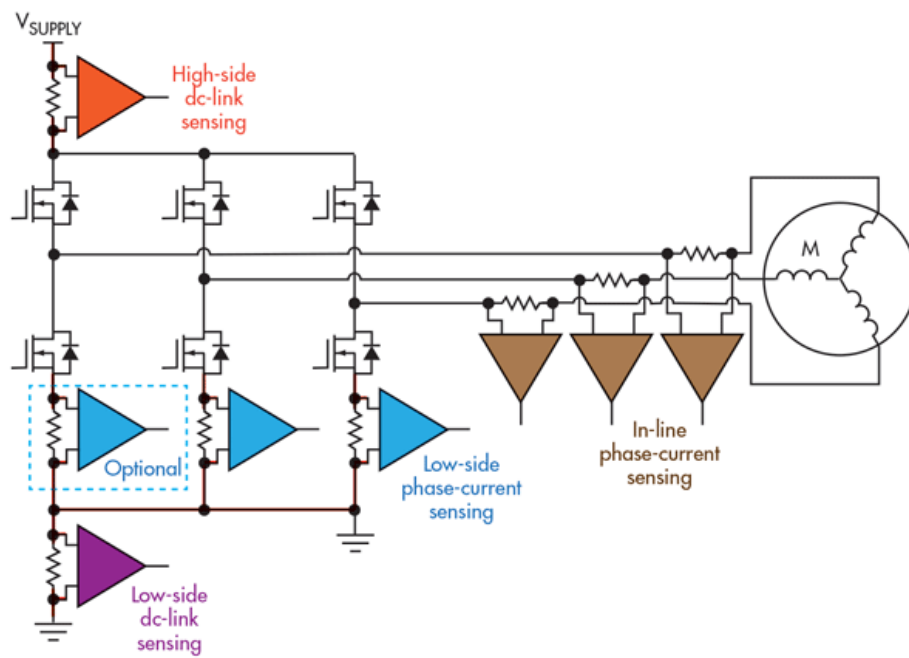 VSUPPLY
High-side
dc-link
sensing
M
Optional
Low-side
phase-current
sensing
In-line
phase-current
sensing
Low-side
dc-link
sensing